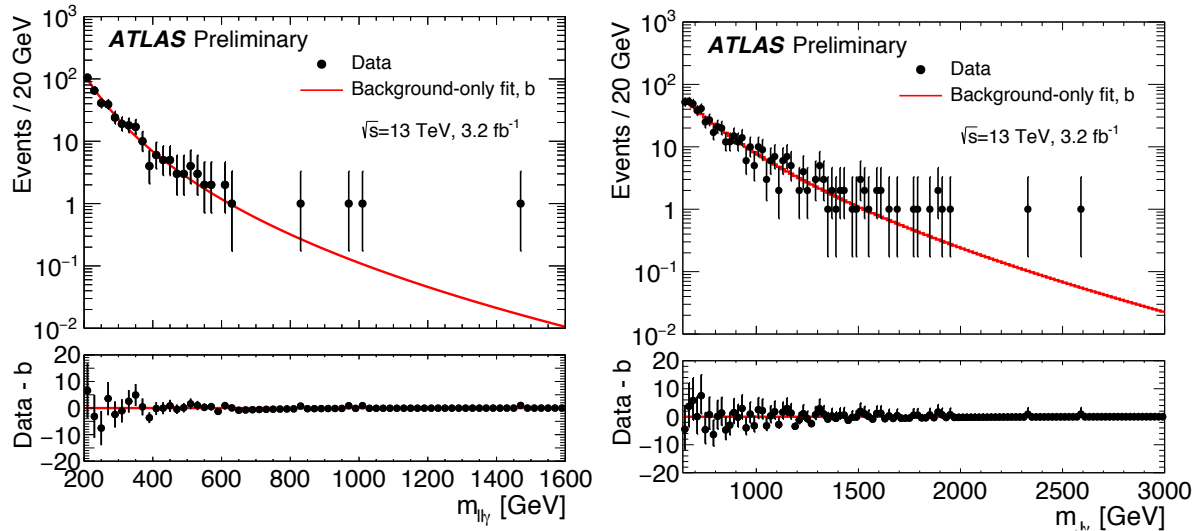 ATLAS Preliminary
Data
Background-only fit, b
√s=13 TeV, 3.2 fb⁻¹
Events / 20 GeV
10³
10²
10
1
10⁻¹
10⁻²
Data - b
20
10
0
−10
−20
200 400 600 800 1000 1200 1400 1600
m_llγ [GeV]
ATLAS Preliminary
Data
Background-only fit, b
√s=13 TeV, 3.2 fb⁻¹
Events / 20 GeV
10³
10²
10
1
10⁻¹
10⁻²
Data - b
20
10
0
−10
−20
1000 1500 2000 2500 3000
[GeV]